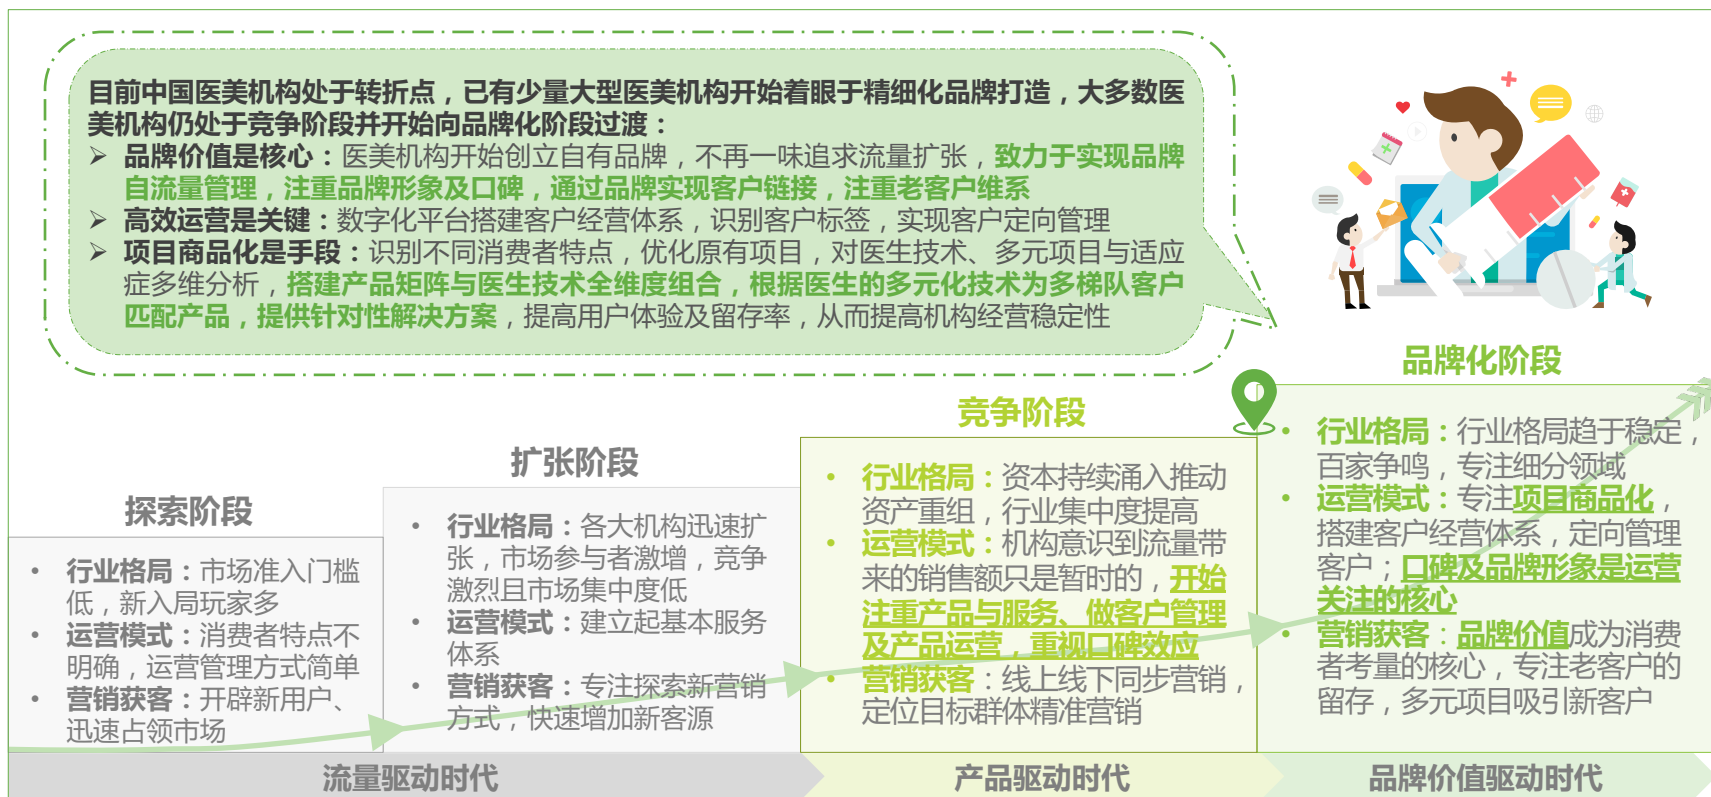 目前中国医美机构处于转折点，已有少量大型医美机构开始着眼于精细化品牌打造，大多数医
美机构仍处于竞争阶段并开始向品牌化阶段过渡：
➢ 品牌价值是核心：医美机构开始创立自有品牌，不再一味追求流量扩张，致力于实现品牌
自流量管理，注重品牌形象及口碑，通过品牌实现客户链接，注重老客户维系
➢ 高效运营是关键：数字化平台搭建客户经营体系，识别客户标签，实现客户定向管理
➢ 项目商品化是手段：识别不同消费者特点，优化原有项目，对医生技术、多元项目与适应
症多维分析，搭建产品矩阵与医生技术全维度组合，根据医生的多元化技术为多梯队客户
匹配产品，提供针对性解决方案，提高用户体验及留存率，从而提高机构经营稳定性
探索阶段
• 行业格局：市场准入门槛
低，新入局玩家多
• 运营模式：消费者特点不
明确，运营管理方式简单
• 营销获客：开辟新用户、
迅速占领市场
扩张阶段
• 行业格局：各大机构迅速扩
张，市场参与者激增，竞争
激烈且市场集中度低
• 运营模式：建立起基本服务
体系
• 营销获客：专注探索新营销
方式，快速增加新客源
竞争阶段
• 行业格局：资本持续涌入推动
资产重组，行业集中度提高
• 运营模式：机构意识到流量带
来的销售额只是暂时的，开始
注重产品与服务、做客户管理
及产品运营，重视口碑效应
• 营销获客：线上线下同步营销，
定位目标群体精准营销
品牌化阶段
• 行业格局：行业格局趋于稳定，
百家争鸣，专注细分领域
• 运营模式：专注项目商品化，
搭建客户经营体系，定向管理
客户；口碑及品牌形象是运营
关注的核心
• 营销获客：品牌价值成为消费
者考量的核心，专注老客户的
留存，多元项目吸引新客户
流量驱动时代
产品驱动时代
品牌价值驱动时代